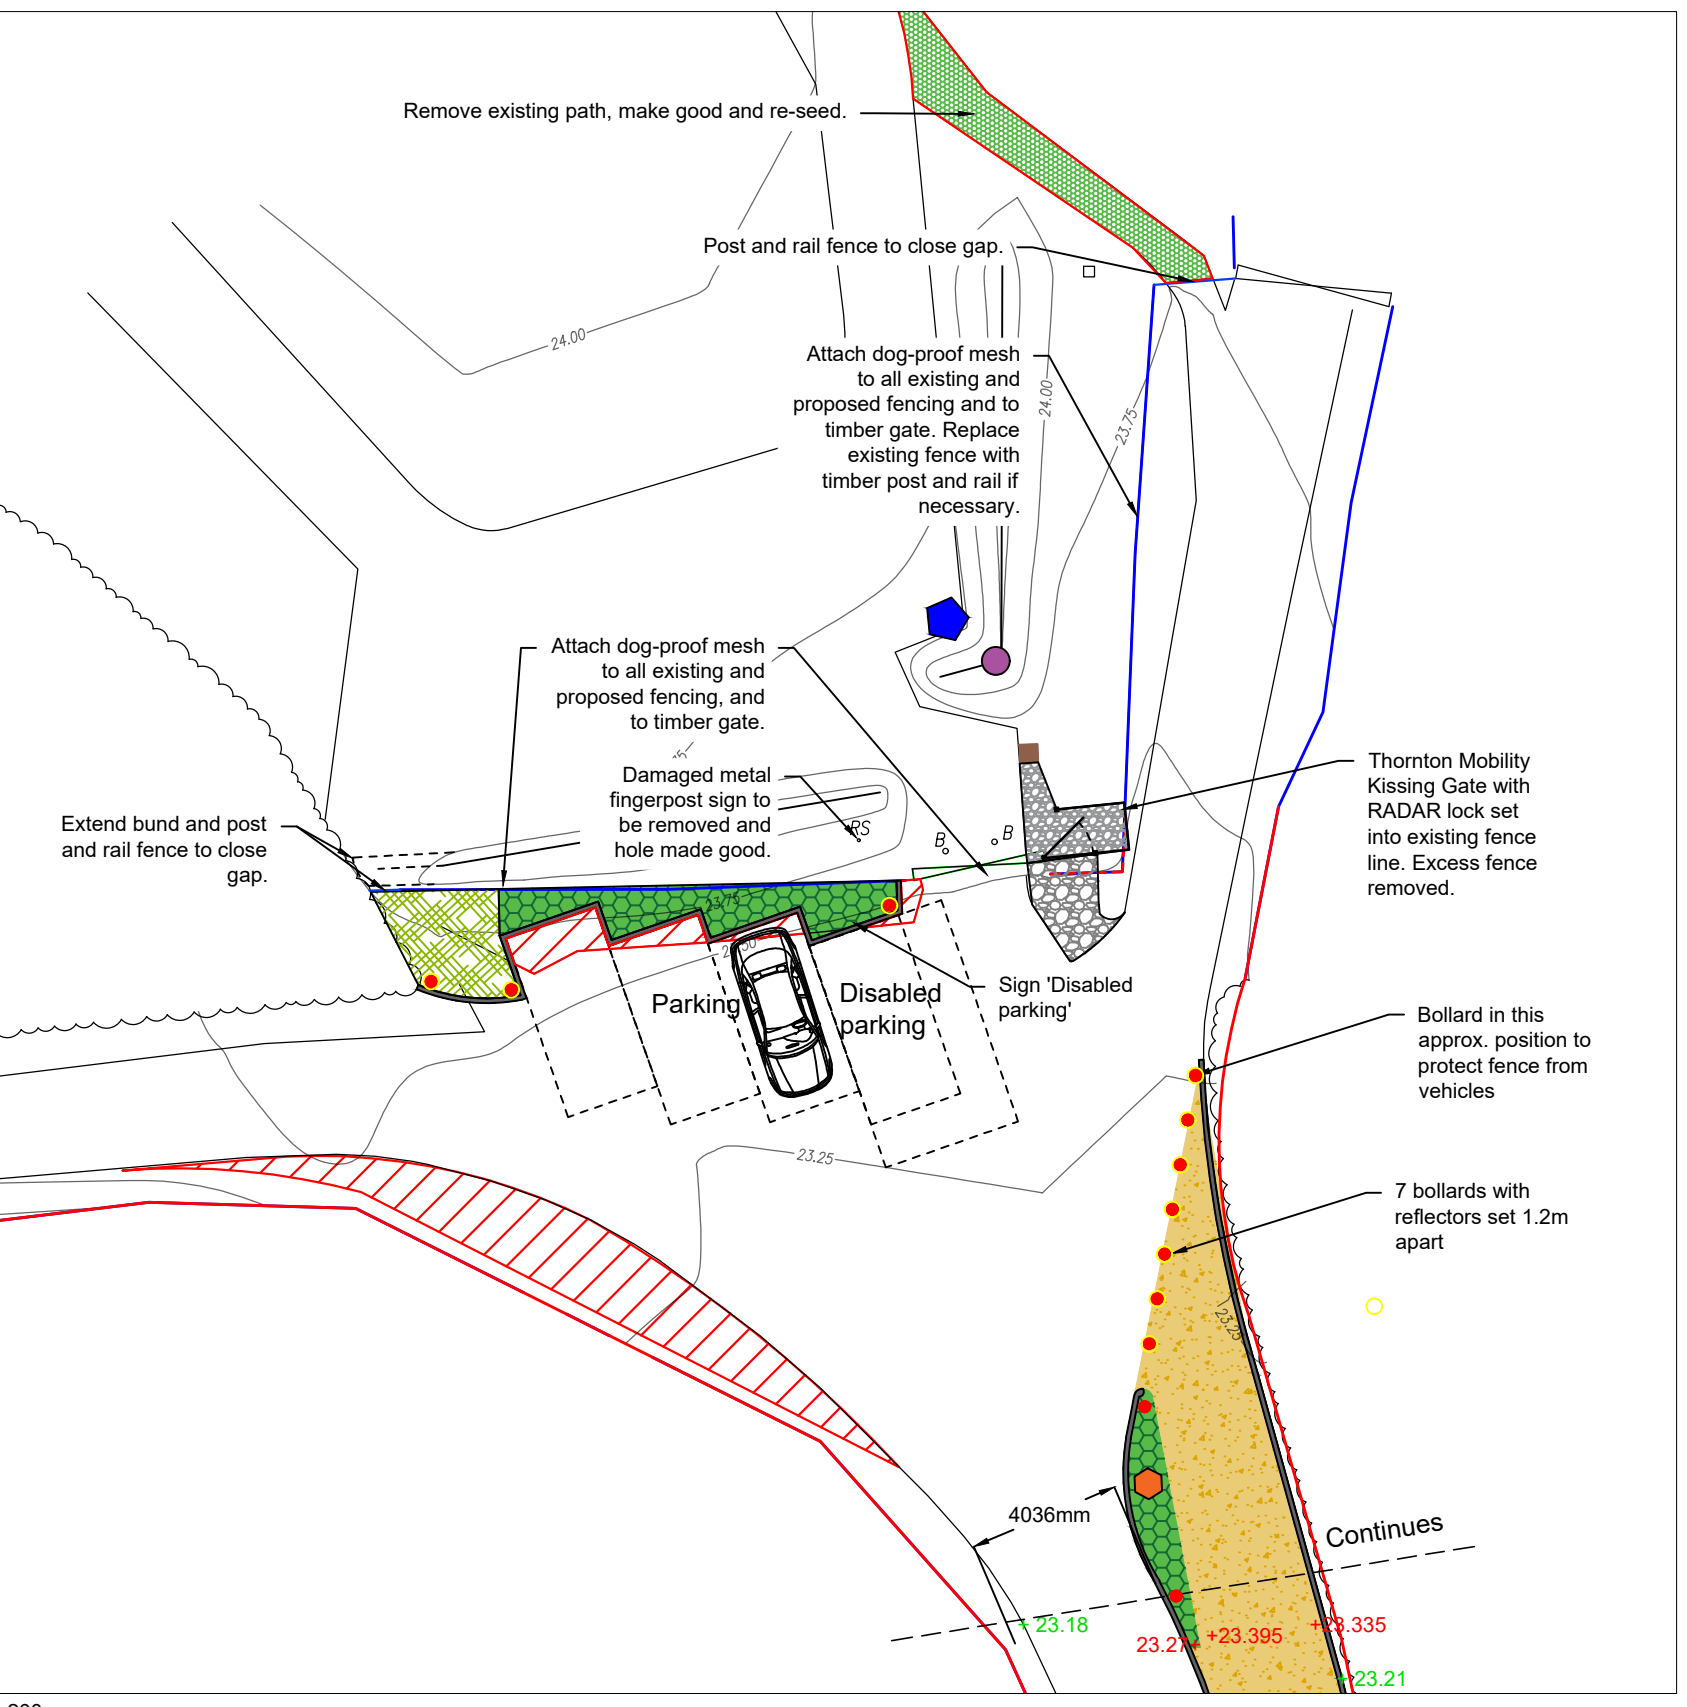 Remove existing path, make good and re-seed.
Post and rail fence to close gap.
24.00
Attach dog-proof mesh
to all existing and
proposed fencing and to
timber gate. Replace
existing fence with
timber post and rail if
necessary.
24.00
23.75
Attach dog-proof mesh
to all existing and
proposed fencing, and
to timber gate.
Damaged metal
fingerpost sign to
be removed and
hole made good.
RS
B
B
Extend bund and post
and rail fence to close
gap.
Thornton Mobility
Kissing Gate with
RADAR lock set
into existing fence
line. Excess fence
removed.
23.75
Parking
Disabled
parking
Sign 'Disabled
parking'
Bollard in this
approx. position to
protect fence from
vehicles
23.25
7 bollards with
reflectors set 1.2m
apart
23.25
4036mm
Continues
+ 23.18
23.27+
+23.395
+23.335
+ 23.21